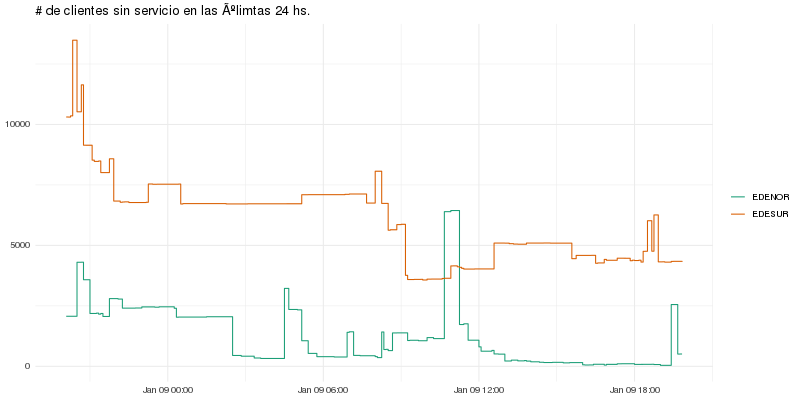 # de clientes sin servicio en las Ãºlimtas 24 hs.
10000
5000
0
Jan 09 00:00
Jan 09 06:00
Jan 09 12:00
Jan 09 18:00
EDENOR
EDESUR